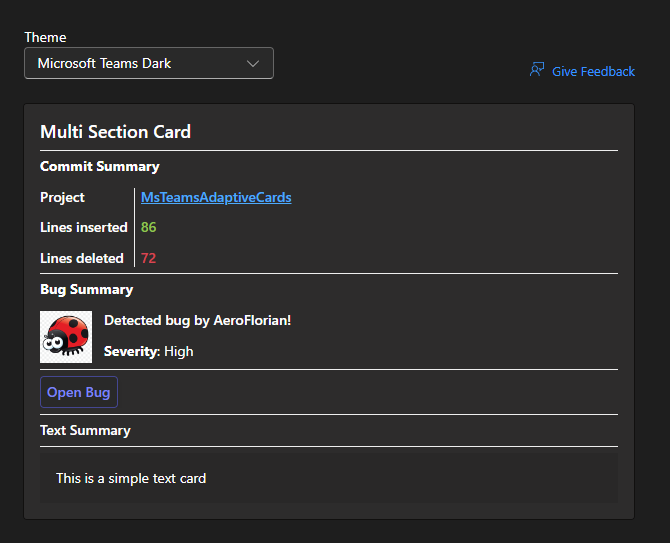 Theme
Microsoft Teams Dark
Give Feedback
Multi Section Card
Commit Summary
Project MsTeamsAdaptiveCards
Lines inserted 86
Lines deleted 72
Bug Summary
Detected bug by AeroFlorian!
Severity: High
Open Bug
Text Summary
This is a simple text card